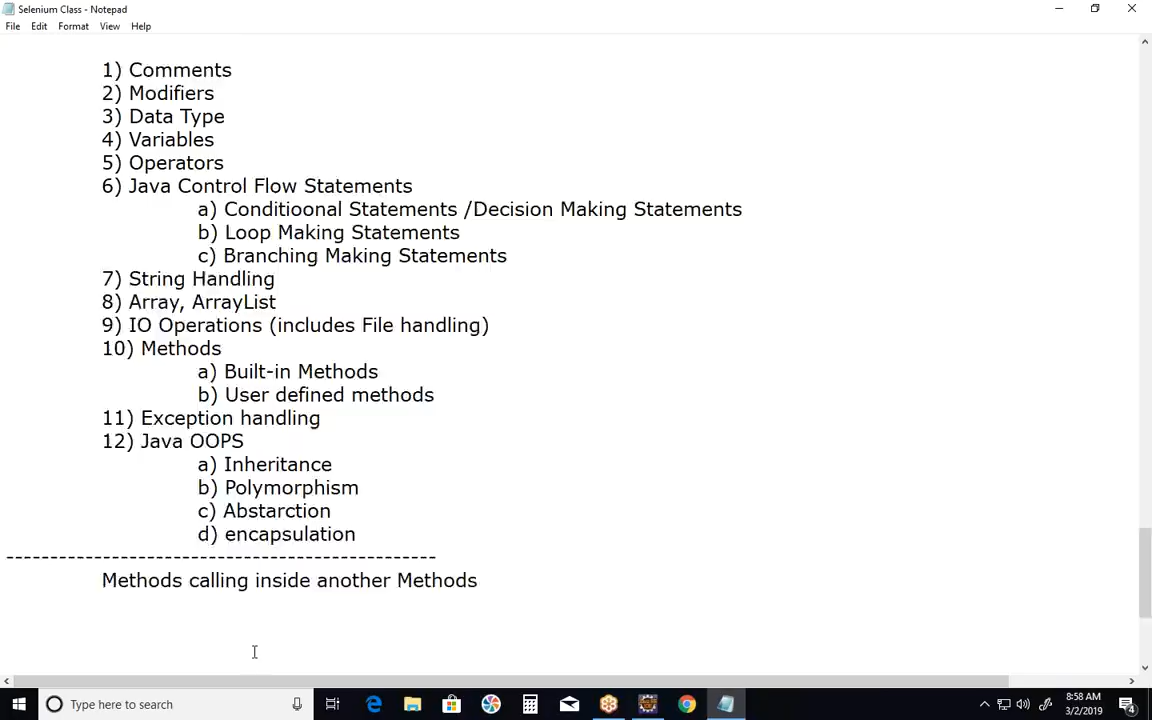 Selenium Class - Notepad
File Edit Format View Help
1) Comments
2) Modifiers
3) Data Type
4) Variables
5) Operators
6) Java Control Flow Statements
a) Conditioonal Statements /Decision Making Statements
b) Loop Making Statements
c) Branching Making Statements
7) String Handling
8) Array, ArrayList
9) IO Operations (includes File handling)
10) Methods
a) Built-in Methods
b) User defined methods
11) Exception handling
12) Java OOPS
a) Inheritance
b) Polymorphism
c) Abstarction
d) encapsulation
-------------------------------------------------
Methods calling inside another Methods
Type here to search
8:58 AM
3/2/2019
4